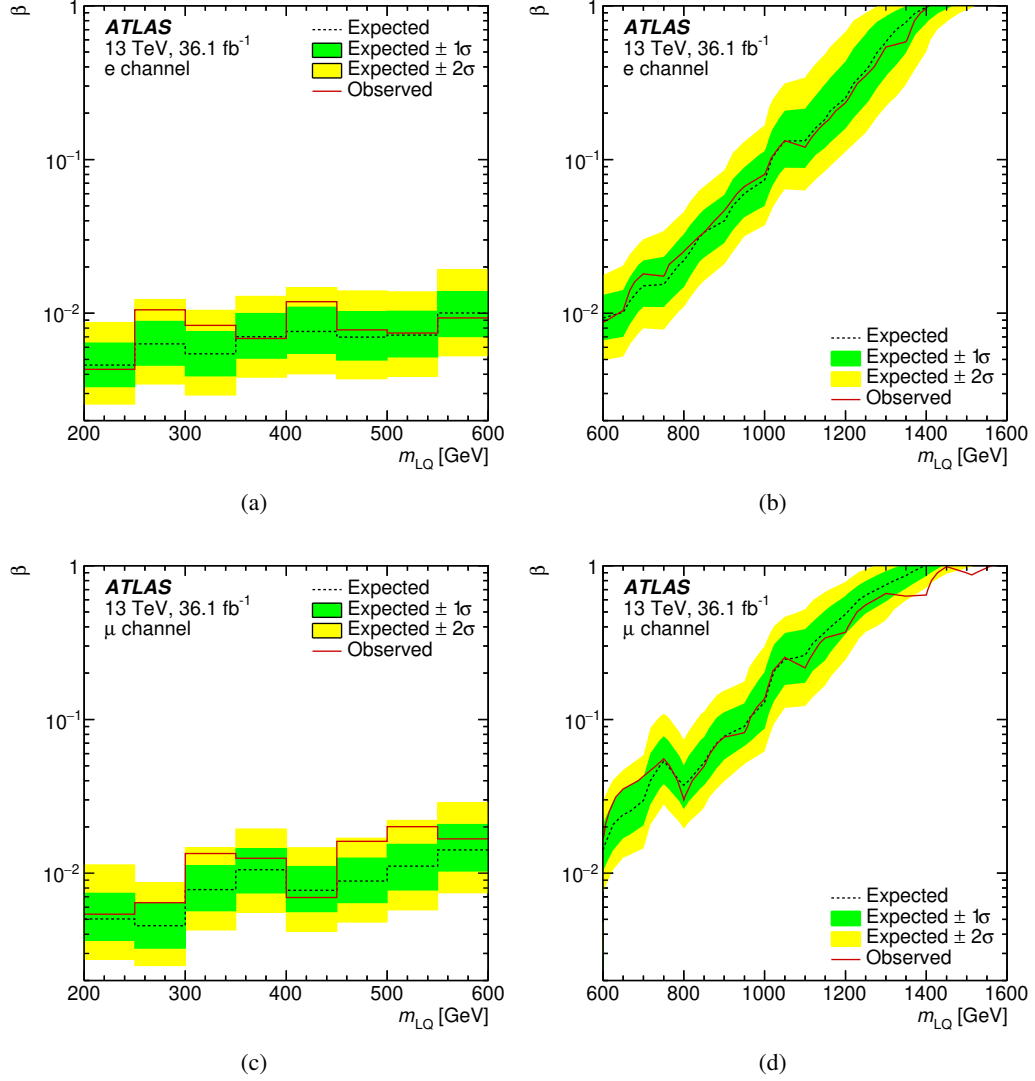 β
1
10⁻¹
10⁻²
ATLAS
13 TeV, 36.1 fb⁻¹
e channel
Expected
Expected ± 1σ
Expected ± 2σ
Observed
200 300 400 500 600
m_LQ [GeV]
(a)
β
1
10⁻¹
10⁻²
ATLAS
13 TeV, 36.1 fb⁻¹
e channel
Expected
Expected ± 1σ
Expected ± 2σ
Observed
600 800 1000 1200 1400 1600
m_LQ [GeV]
(b)
β
1
10⁻¹
10⁻²
ATLAS
13 TeV, 36.1 fb⁻¹
μ channel
Expected
Expected ± 1σ
Expected ± 2σ
Observed
200 300 400 500 600
m_LQ [GeV]
(c)
β
1
10⁻¹
10⁻²
ATLAS
13 TeV, 36.1 fb⁻¹
μ channel
Expected
Expected ± 1σ
Expected ± 2σ
Observed
600 800 1000 1200 1400 1600
m_LQ [GeV]
(d)